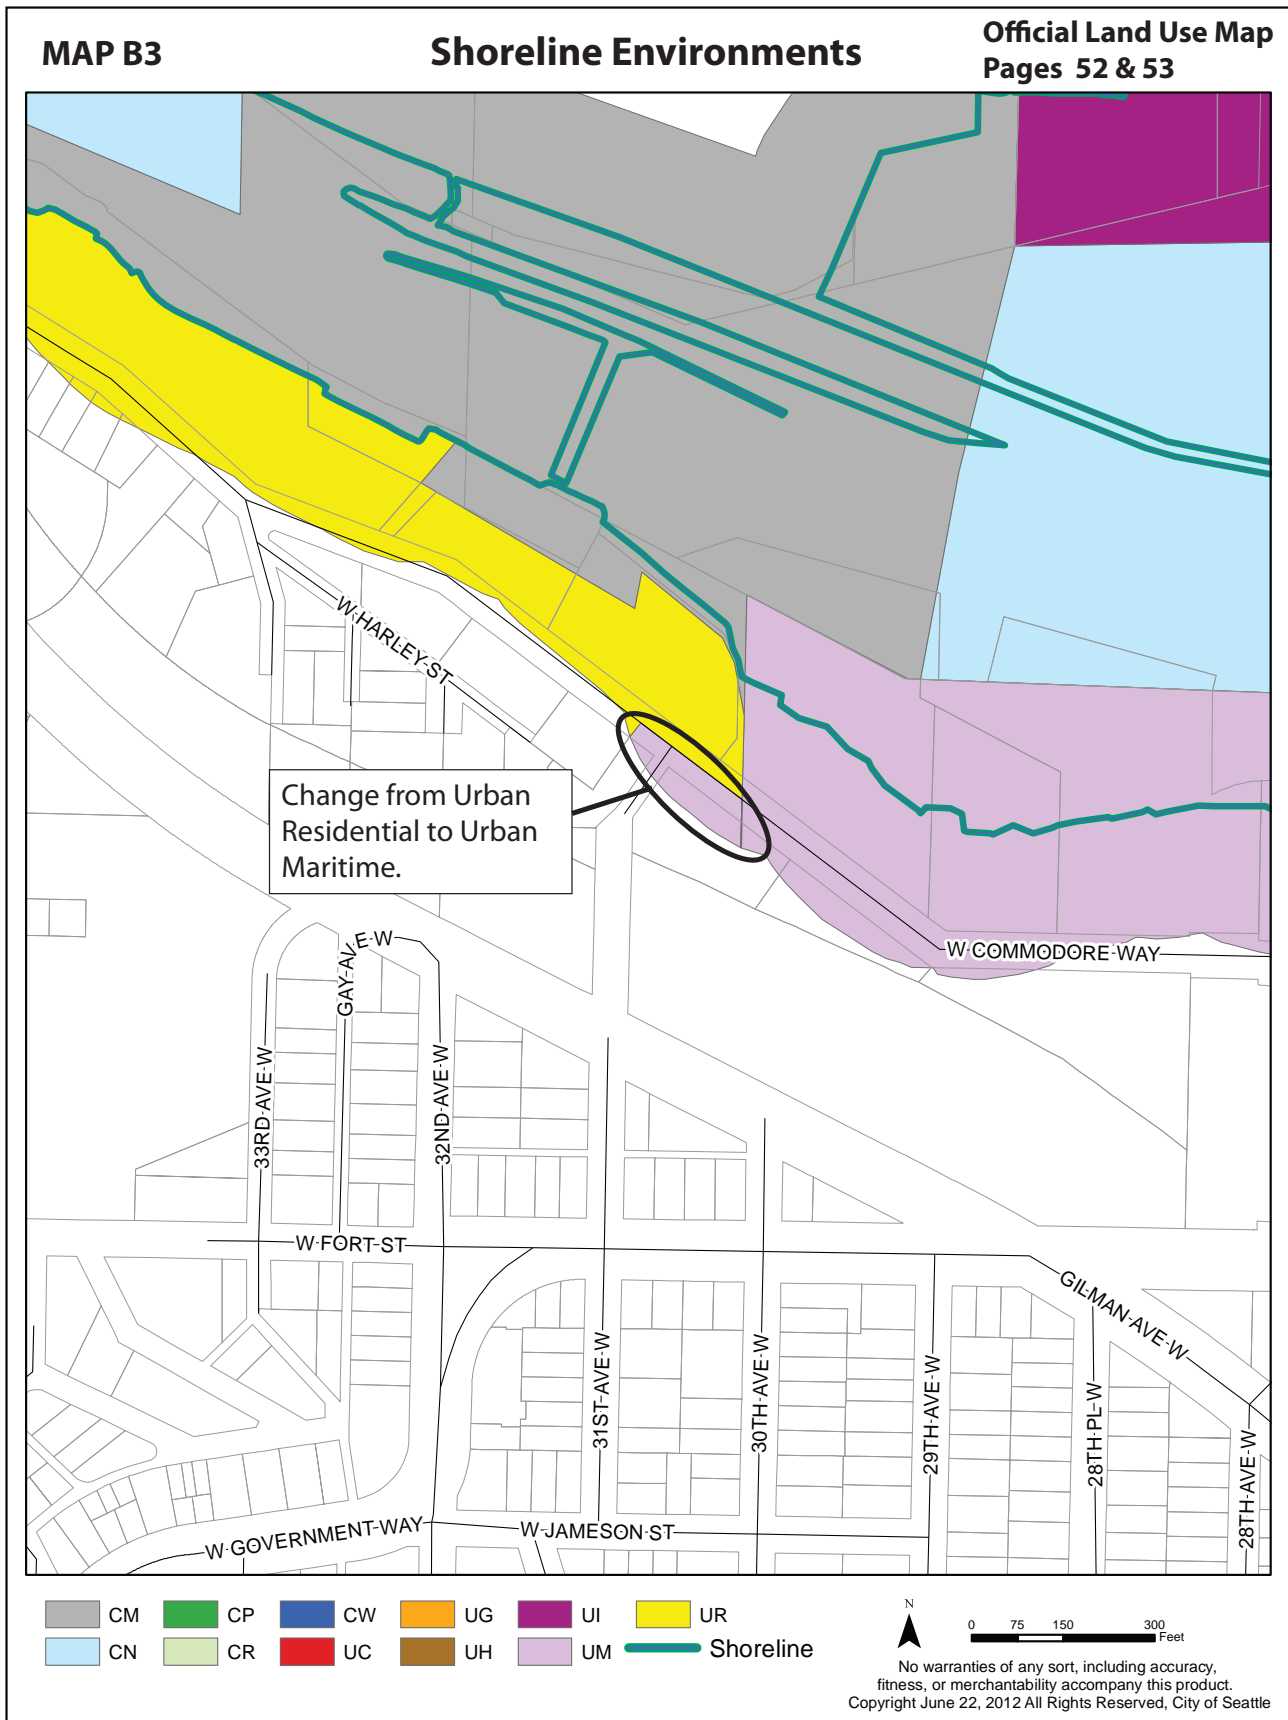 MAP B3
Shoreline Environments
Official Land Use Map
Pages 52 & 53
W HARLEY ST
Change from Urban
Residential to Urban
Maritime.
W COMMODORE WAY
GAY AVE W
33RD AVE W
32ND AVE W
W FORT ST
GILMAN AVE W
31ST AVE W
30TH AVE W
29TH AVE W
28TH PL W
28TH AVE W
W GOVERNMENT WAY
W JAMESON ST
CM
CP
CW
UG
UI
UR
CN
CR
UC
UH
UM
Shoreline
N
0 75 150 300
Feet
No warranties of any sort, including accuracy,
fitness, or merchantability accompany this product.
Copyright June 22, 2012 All Rights Reserved, City of Seattle